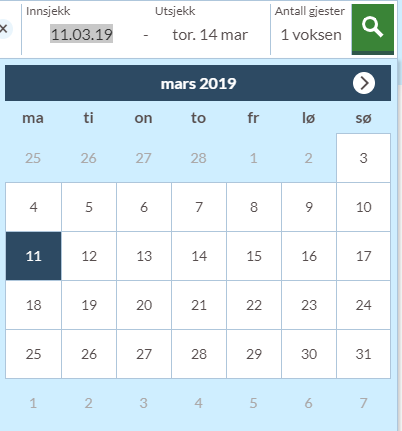 Innsjekk Utsjekk Antall gjester
11.03.19 - tor. 14 mar 1 voksen
mars 2019
ma ti on to fr lø sø
25 26 27 28 1 2 3
4 5 6 7 8 9 10
11 12 13 14 15 16 17
18 19 20 21 22 23 24
25 26 27 28 29 30 31
1 2 3 4 5 6 7